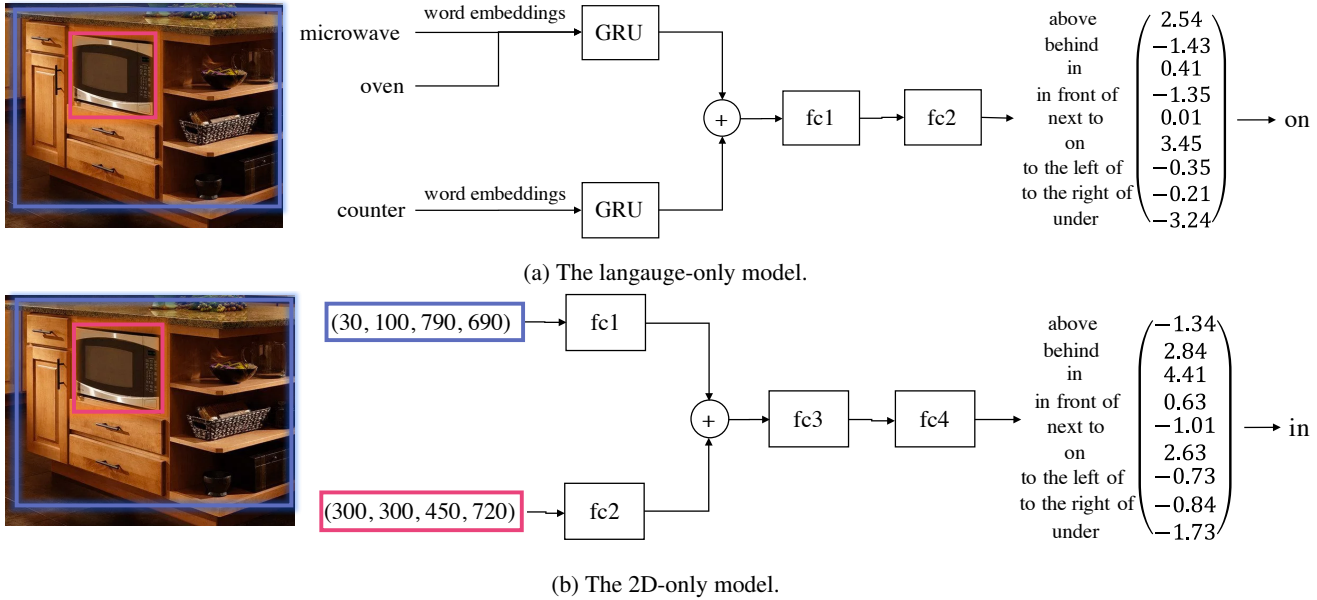 microwave
word embeddings
GRU
oven
counter
word embeddings
GRU
+
fc1
fc2
above 2.54
behind −1.43
in 0.41
in front of −1.35
next to 0.01
on 3.45
to the left of −0.35
to the right of −0.21
under −3.24
on
(a) The langauge-only model.
(30, 100, 790, 690)
fc1
(300, 300, 450, 720)
fc2
+
fc3
fc4
above −1.34
behind 2.84
in 4.41
in front of 0.63
next to −1.01
on 2.63
to the left of −0.73
to the right of −0.84
under −1.73
in
(b) The 2D-only model.